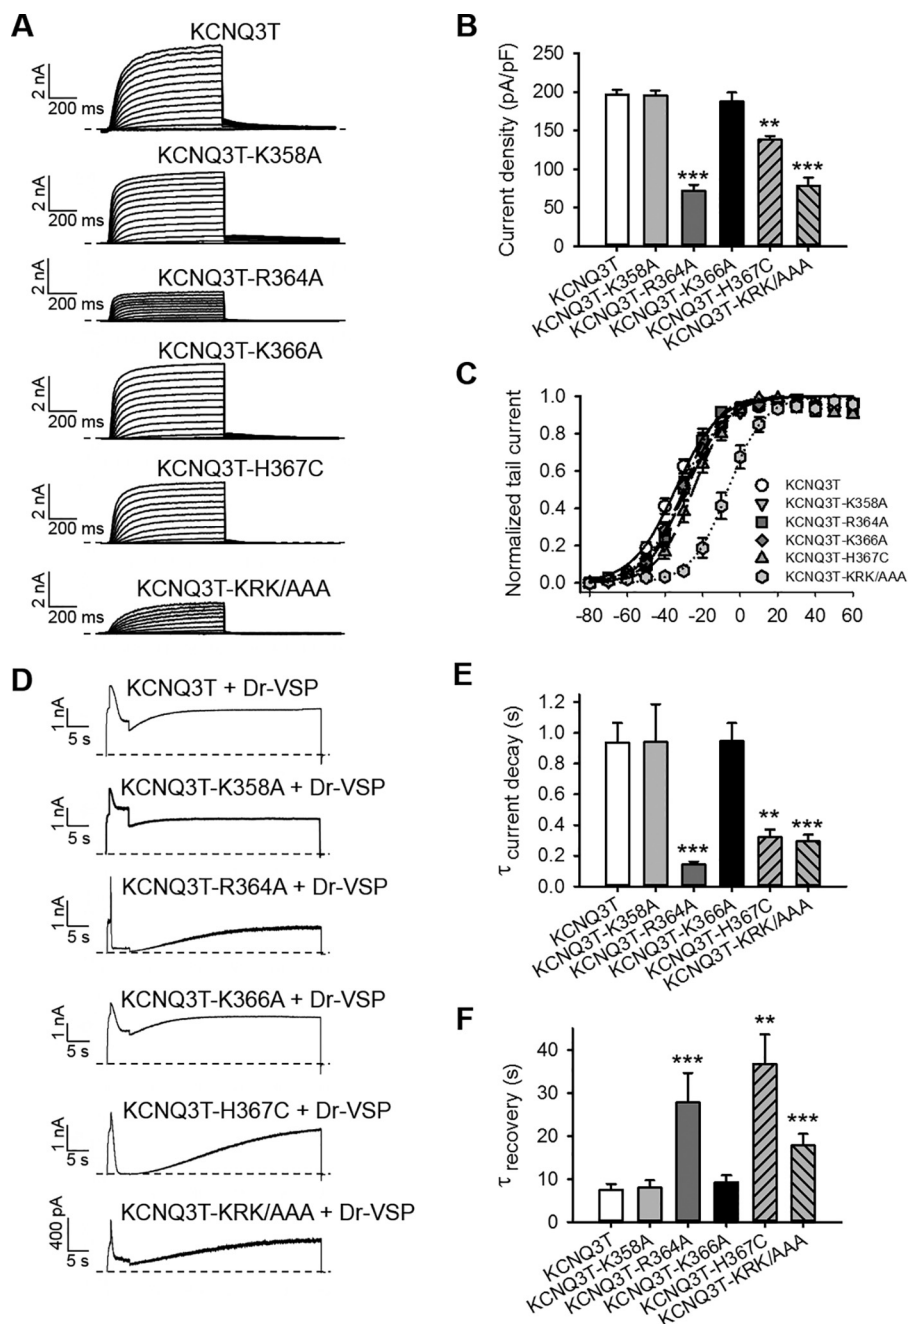 A
KCNQ3T
2 nA
200 ms
KCNQ3T-K358A
2 nA
200 ms
KCNQ3T-R364A
2 nA
200 ms
KCNQ3T-K366A
2 nA
200 ms
KCNQ3T-H367C
2 nA
200 ms
KCNQ3T-KRK/AAA
2 nA
200 ms
B
Current density (pA/pF)
250
200
150
100
50
0
***
**
***
KCNQ3T
KCNQ3T-K358A
KCNQ3T-R364A
KCNQ3T-K366A
KCNQ3T-H367C
KCNQ3T-KRK/AAA
C
Normalized tail current
1.0
0.8
0.6
0.4
0.2
0.0
-80
-60
-40
-20
0
20
40
60
KCNQ3T
KCNQ3T-K358A
KCNQ3T-R364A
KCNQ3T-K366A
KCNQ3T-H367C
KCNQ3T-KRK/AAA
D
KCNQ3T + Dr-VSP
1 nA
5 s
KCNQ3T-K358A + Dr-VSP
1 nA
5 s
KCNQ3T-R364A + Dr-VSP
1 nA
5 s
KCNQ3T-K366A + Dr-VSP
1 nA
5 s
KCNQ3T-H367C + Dr-VSP
1 nA
5 s
KCNQ3T-KRK/AAA + Dr-VSP
400 pA
5 s
E
τ current decay (s)
1.2
1.0
0.8
0.6
0.4
0.2
0.0
***
**
***
KCNQ3T
KCNQ3T-K358A
KCNQ3T-R364A
KCNQ3T-K366A
KCNQ3T-H367C
KCNQ3T-KRK/AAA
F
τ recovery (s)
40
30
20
10
0
***
**
***
KCNQ3T
KCNQ3T-K358A
KCNQ3T-R364A
KCNQ3T-K366A
KCNQ3T-H367C
KCNQ3T-KRK/AAA